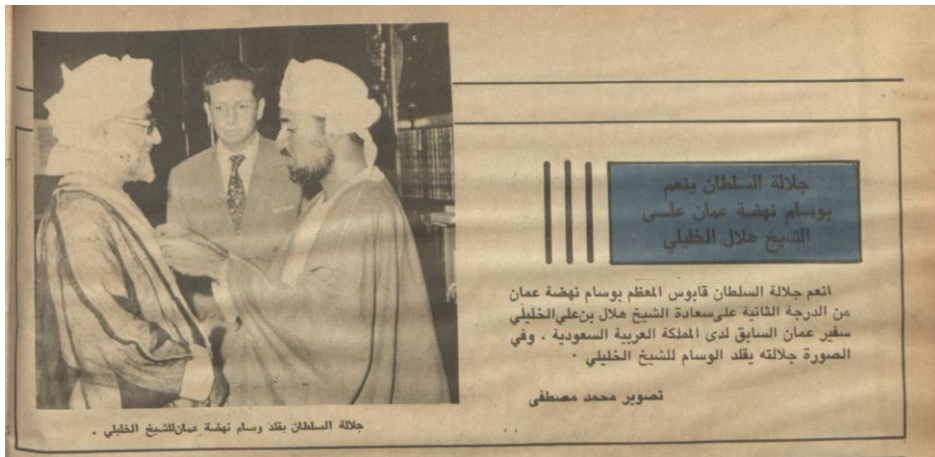 جلالة السلطان ينعم
بوسام نهضة عمان على
الشيخ هلال الخليلي
انعم جلالة السلطان قابوس المعظم بوسام نهضة عمان
من الدرجة الثانية على سعادة الشيخ هلال بن علي الخليلي
سفير عمان السابق لدى المملكة العربية السعودية ، وفي
الصورة جلالته يقلد الوسام للشيخ الخليلي .
تصوير محمد مصطفى
جلالة السلطان يقلد وسام نهضة عمان للشيخ الخليلي .